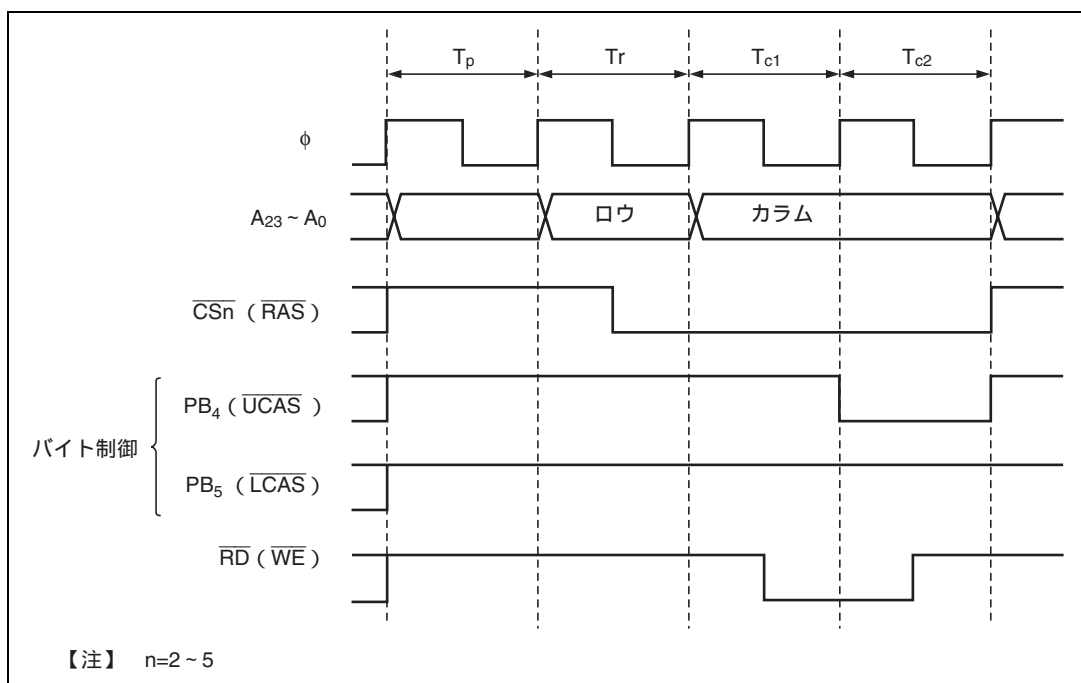 Tp Tr Tc1 Tc2
φ
A23 ~ A0 ロウ カラム
CSn ( RAS )
PB4 ( UCAS )
バイト制御
PB5 ( LCAS )
RD ( WE )
【注】 n=2 ~ 5